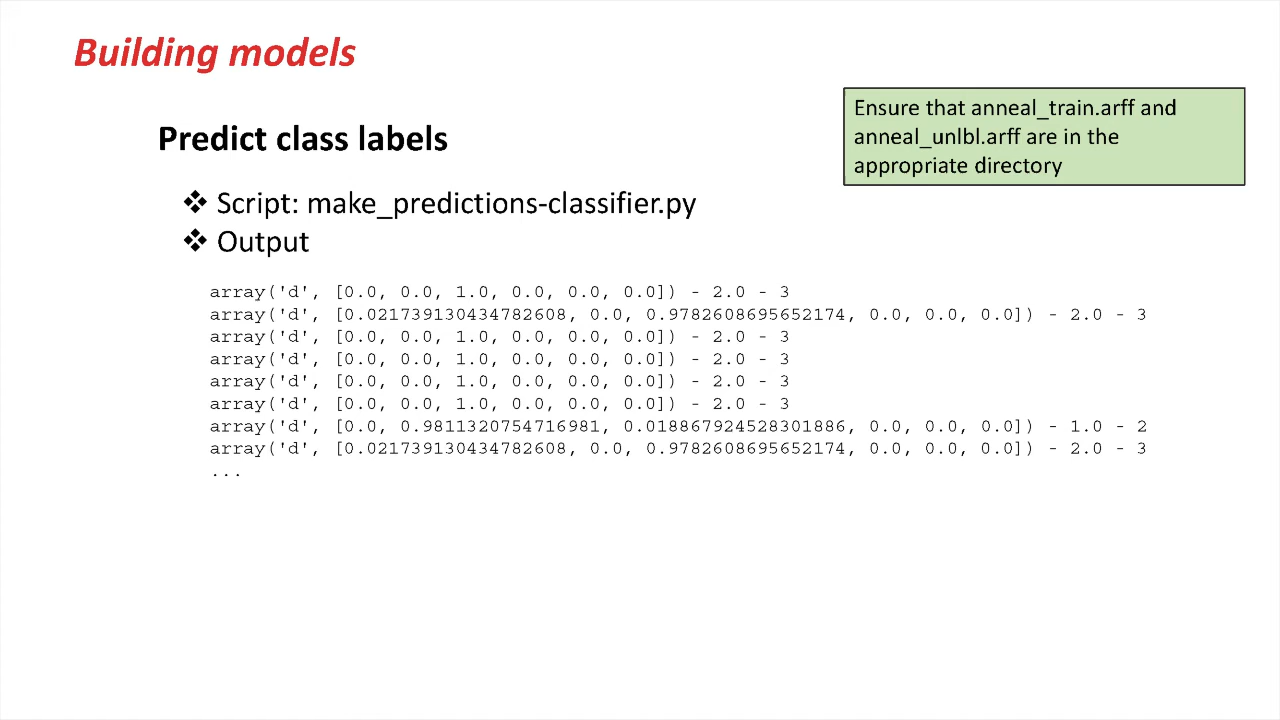 Building models
Ensure that anneal_train.arff and
anneal_unlbl.arff are in the
appropriate directory
Predict class labels
❖ Script: make_predictions-classifier.py
❖ Output
array('d', [0.0, 0.0, 1.0, 0.0, 0.0, 0.0]) - 2.0 - 3
array('d', [0.021739130434782608, 0.0, 0.9782608695652174, 0.0, 0.0, 0.0]) - 2.0 - 3
array('d', [0.0, 0.0, 1.0, 0.0, 0.0, 0.0]) - 2.0 - 3
array('d', [0.0, 0.0, 1.0, 0.0, 0.0, 0.0]) - 2.0 - 3
array('d', [0.0, 0.0, 1.0, 0.0, 0.0, 0.0]) - 2.0 - 3
array('d', [0.0, 0.0, 1.0, 0.0, 0.0, 0.0]) - 2.0 - 3
array('d', [0.0, 0.9811320754716981, 0.018867924528301886, 0.0, 0.0, 0.0]) - 1.0 - 2
array('d', [0.021739130434782608, 0.0, 0.9782608695652174, 0.0, 0.0, 0.0]) - 2.0 - 3
...